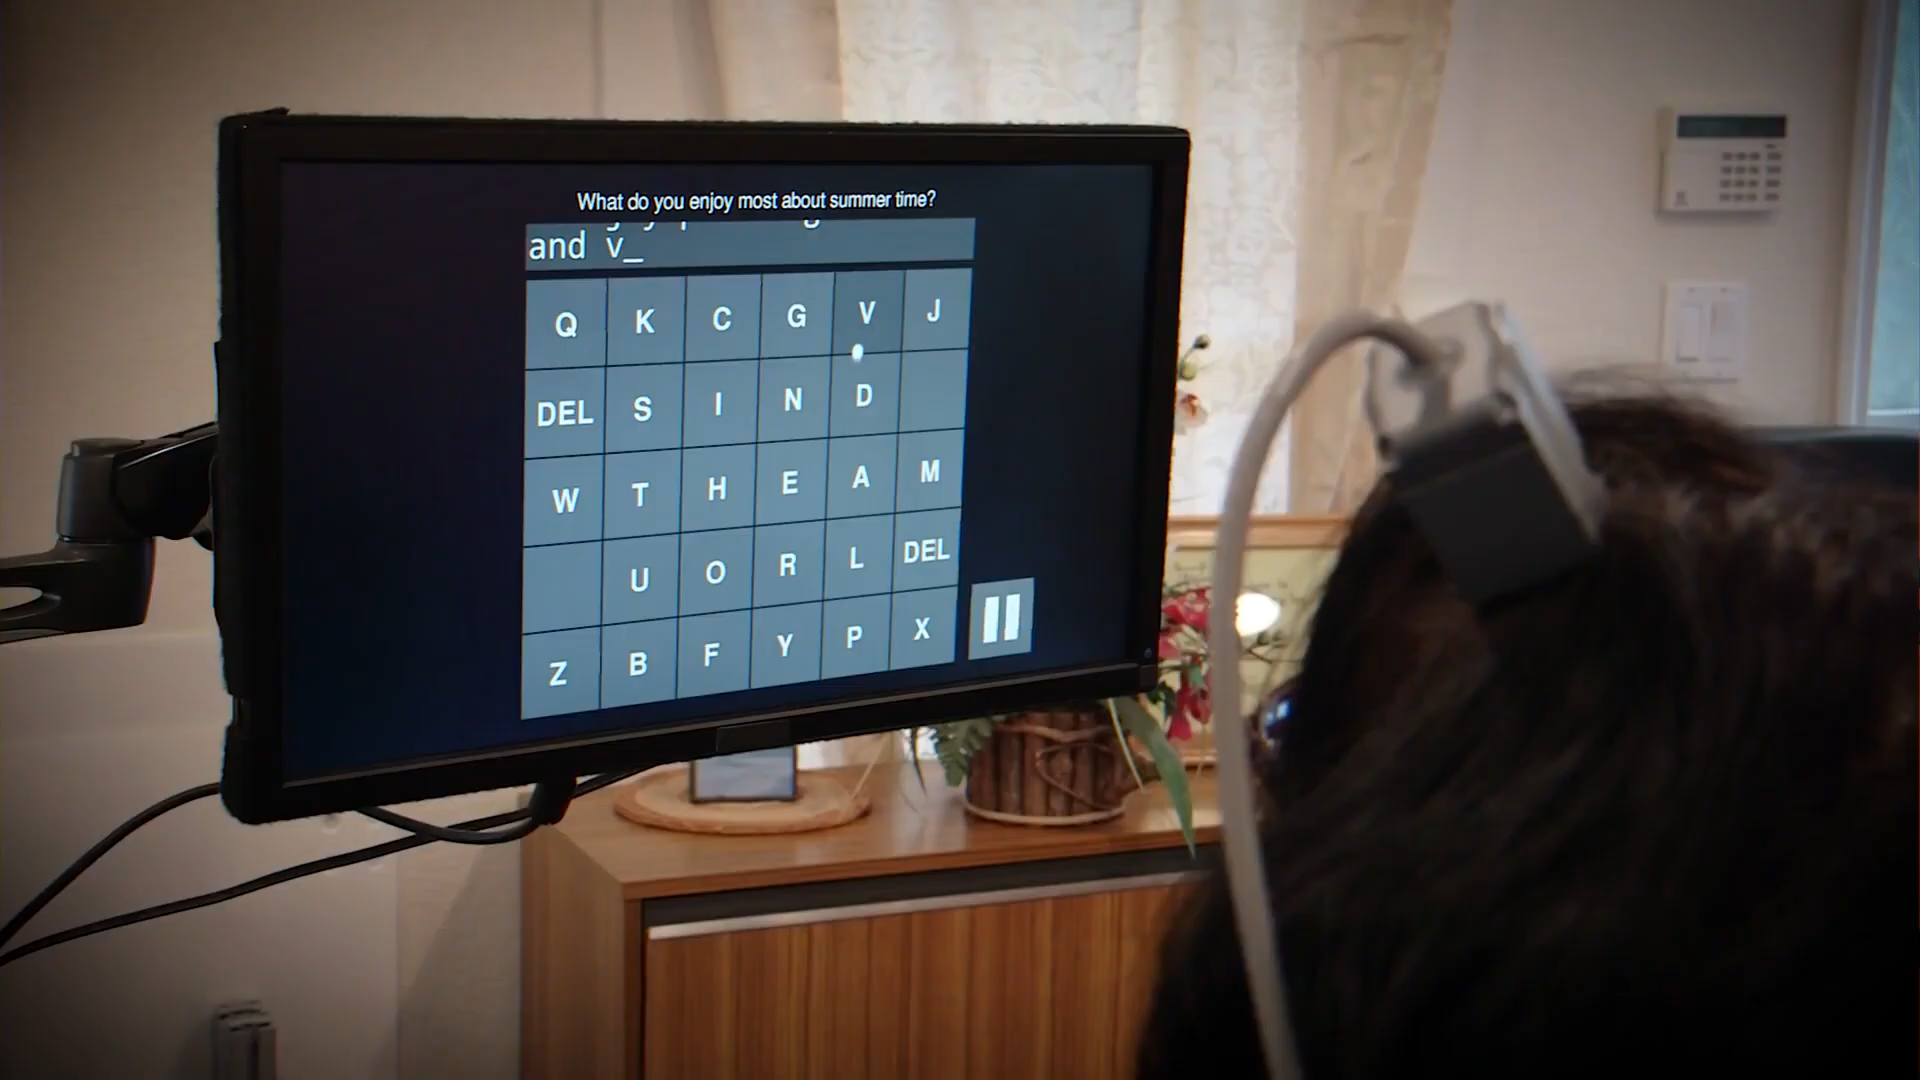 What do you enjoy most about summer time?
and v_
Q K C G V J
DEL S I N D
W T H E A M
U O R L DEL
Z B F Y P X